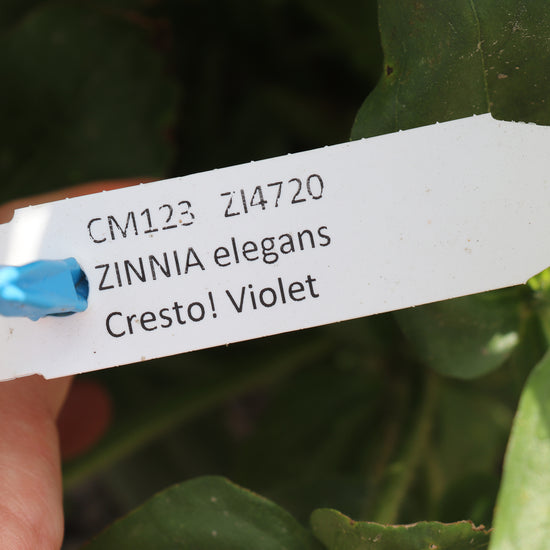 CM123 ZI4720
ZINNIA elegans
Cresto! Violet